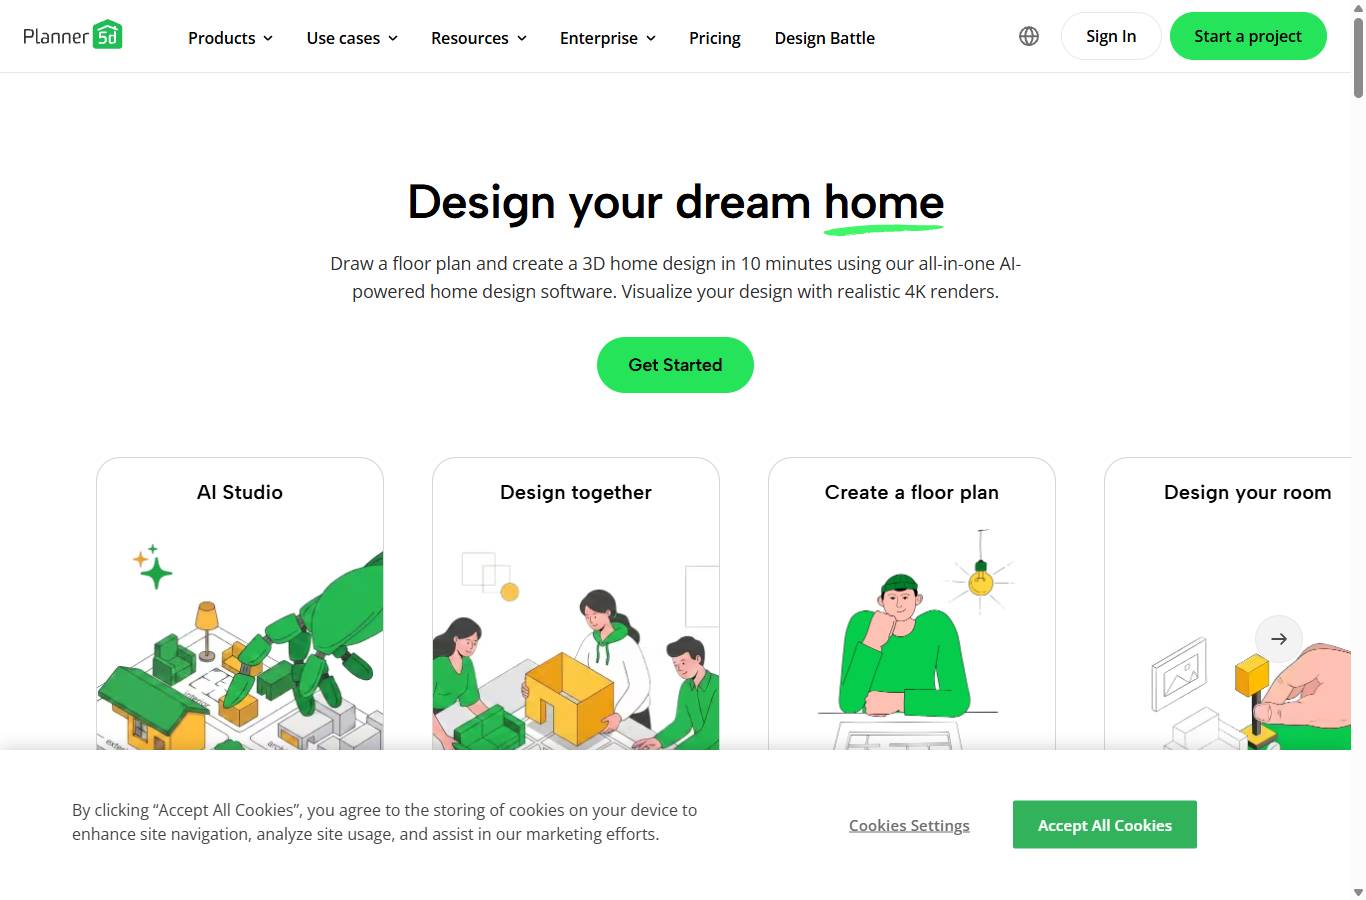 Planner 5d
Products
Use cases
Resources
Enterprise
Pricing
Design Battle
Sign In
Start a project
Design your dream home
Draw a floor plan and create a 3D home design in 10 minutes using our all-in-one AI-
powered home design software. Visualize your design with realistic 4K renders.
Get Started
AI Studio
Design together
Create a floor plan
Design your room
interior
By clicking “Accept All Cookies”, you agree to the storing of cookies on your device to
enhance site navigation, analyze site usage, and assist in our marketing efforts.
Cookies Settings
Accept All Cookies